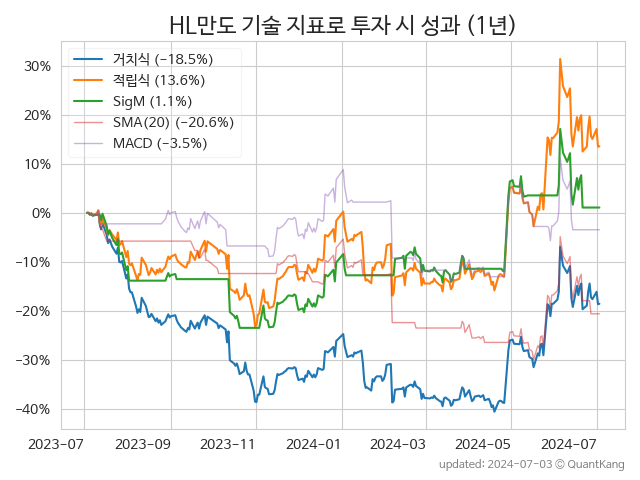 HL만도 기술 지표로 투자 시 성과 (1년)
거치식 (−18.5%)
적립식 (13.6%)
SigM (1.1%)
SMA(20) (−20.6%)
MACD (−3.5%)
30%
20%
10%
0%
−10%
−20%
−30%
−40%
2023-07 2023-09 2023-11 2024-01 2024-03 2024-05 2024-07
updated: 2024-07-03 © QuantKang